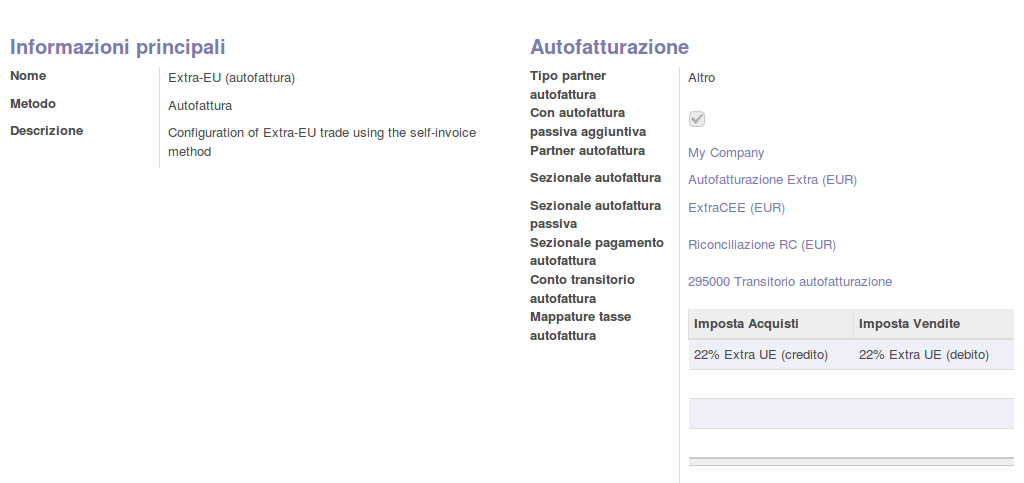 Informazioni principali
Nome
Extra-EU (autofattura)
Metodo
Autofattura
Descrizione
Configuration of Extra-EU trade using the self-invoice
method
Autofatturazione
Tipo partner
autofattura
Altro
Con autofattura
passiva aggiuntiva
Partner autofattura
My Company
Sezionale autofattura
Autofatturazione Extra (EUR)
Sezionale autofattura
passiva
ExtraCEE (EUR)
Sezionale pagamento
autofattura
Riconciliazione RC (EUR)
Conto transitorio
autofattura
295000 Transitorio autofatturazione
Mappature tasse
autofattura
Imposta Acquisti
Imposta Vendite
22% Extra UE (credito)
22% Extra UE (debito)